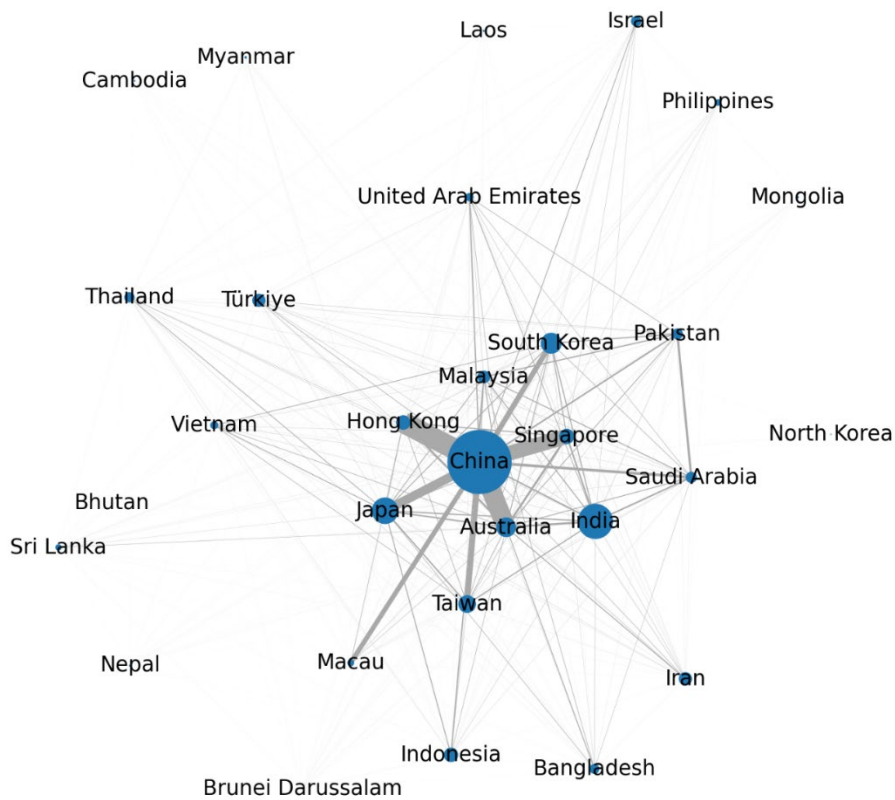 Israel
Laos
Myanmar
Cambodia
Philippines
United Arab Emirates
Mongolia
Thailand
Türkiye
Pakistan
South Korea
Malaysia
Hong Kong
Vietnam
Singapore
North Korea
China
Saudi Arabia
Bhutan
Japan
India
Australia
Sri Lanka
Taiwan
Nepal
Macau
Iran
Indonesia
Bangladesh
Brunei Darussalam